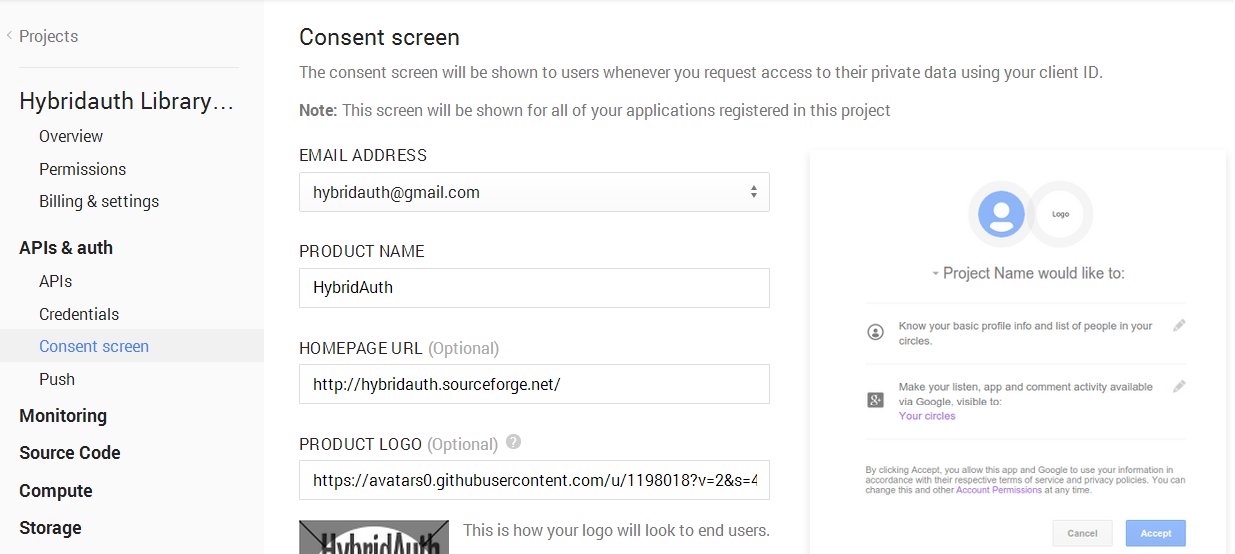 Projects
Hybridauth Library...
Overview
Permissions
Billing & settings
APIs & auth
APIs
Credentials
Consent screen
Push
Monitoring
Source Code
Compute
Storage
Consent screen
The consent screen will be shown to users whenever you request access to their private data using your client ID.
Note: This screen will be shown for all of your applications registered in this project
EMAIL ADDRESS
hybridauth@gmail.com
PRODUCT NAME
HybridAuth
HOMEPAGE URL (Optional)
http://hybridauth.sourceforge.net/
PRODUCT LOGO (Optional) ?
https://avatars0.githubusercontent.com/u/1198018?v=2&s=4
HybridAuth
This is how your logo will look to end users.
Logo
Project Name would like to:
Know your basic profile info and list of people in your
circles.
Make your listen, app and comment activity available
via Google, visible to:
Your circles
By clicking Accept, you allow this app and Google to use your information in
accordance with their respective terms of service and privacy policies. You can
change this and other Account Permissions at any time.
Cancel
Accept